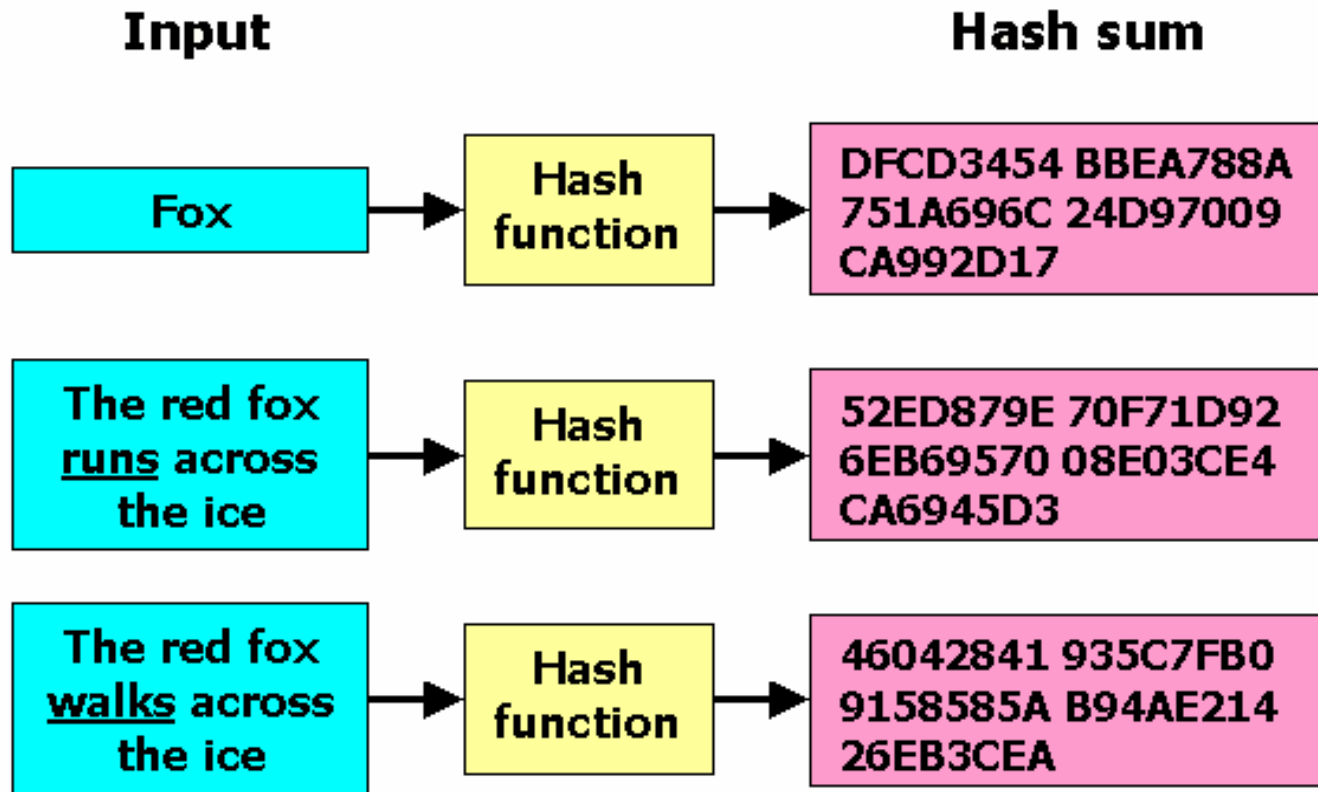 Input
Hash sum
Fox
Hash
function
DFCD3454 BBEA788A
751A696C 24D97009
CA992D17
The red fox
runs across
the ice
Hash
function
52ED879E 70F71D92
6EB69570 08E03CE4
CA6945D3
The red fox
walks across
the ice
Hash
function
46042841 935C7FB0
9158585A B94AE214
26EB3CEA